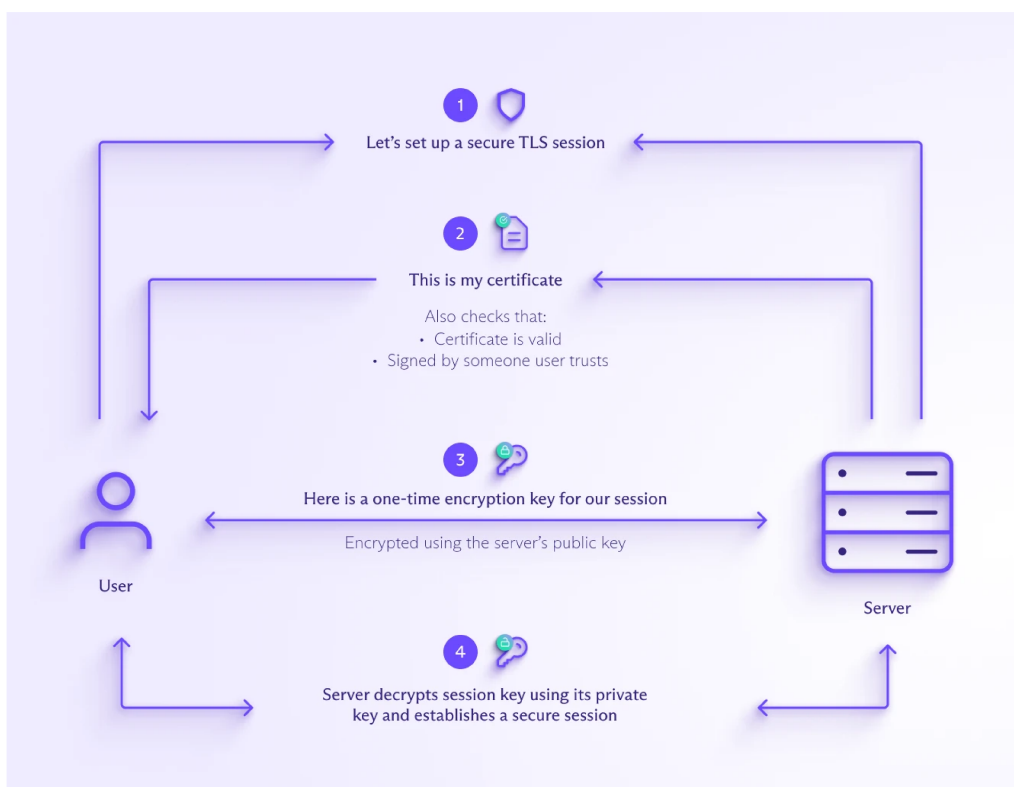 1
Let's set up a secure TLS session
2
This is my certificate
Also checks that:
• Certificate is valid
• Signed by someone user trusts
3
Here is a one-time encryption key for our session
Encrypted using the server's public key
User
Server
4
Server decrypts session key using its private
key and establishes a secure session